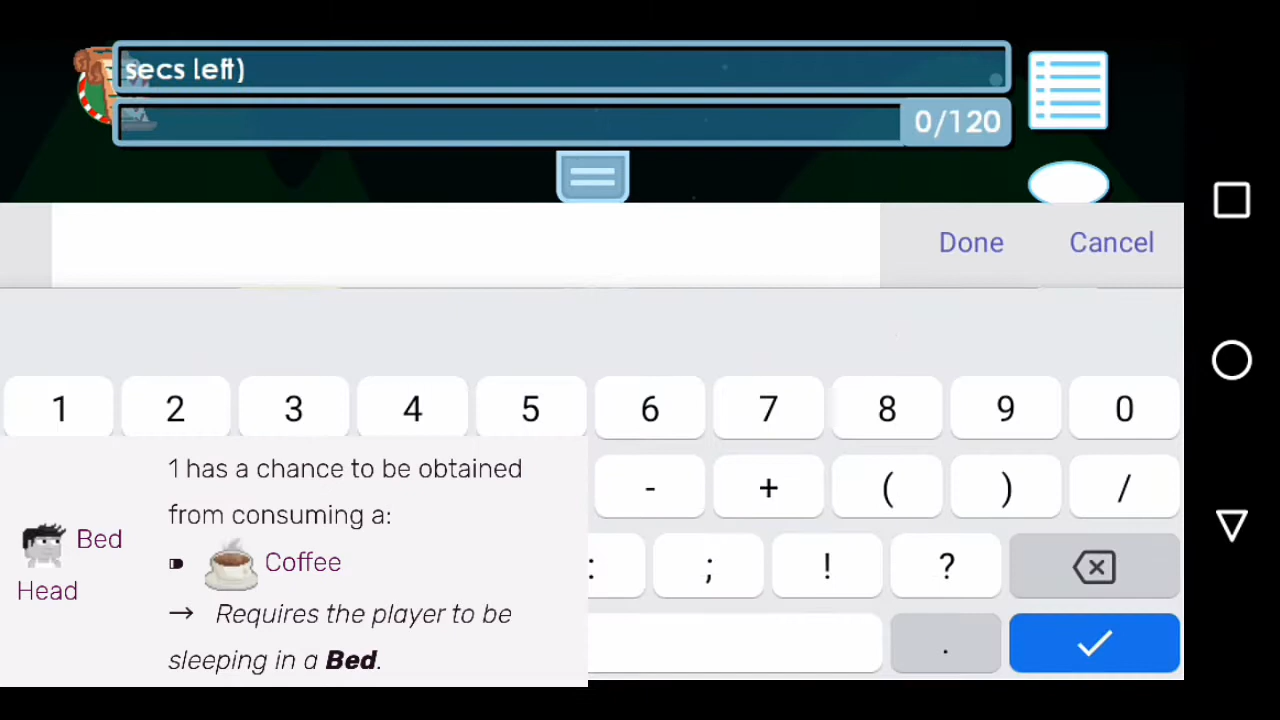 secs left)
0/120
Done Cancel
1 2 3 4 5 6 7 8 9 0
- + ( ) /
: ; ! ?
.
1 has a chance to be obtained
from consuming a:
Bed
Head
Coffee
→ Requires the player to be
sleeping in a Bed.